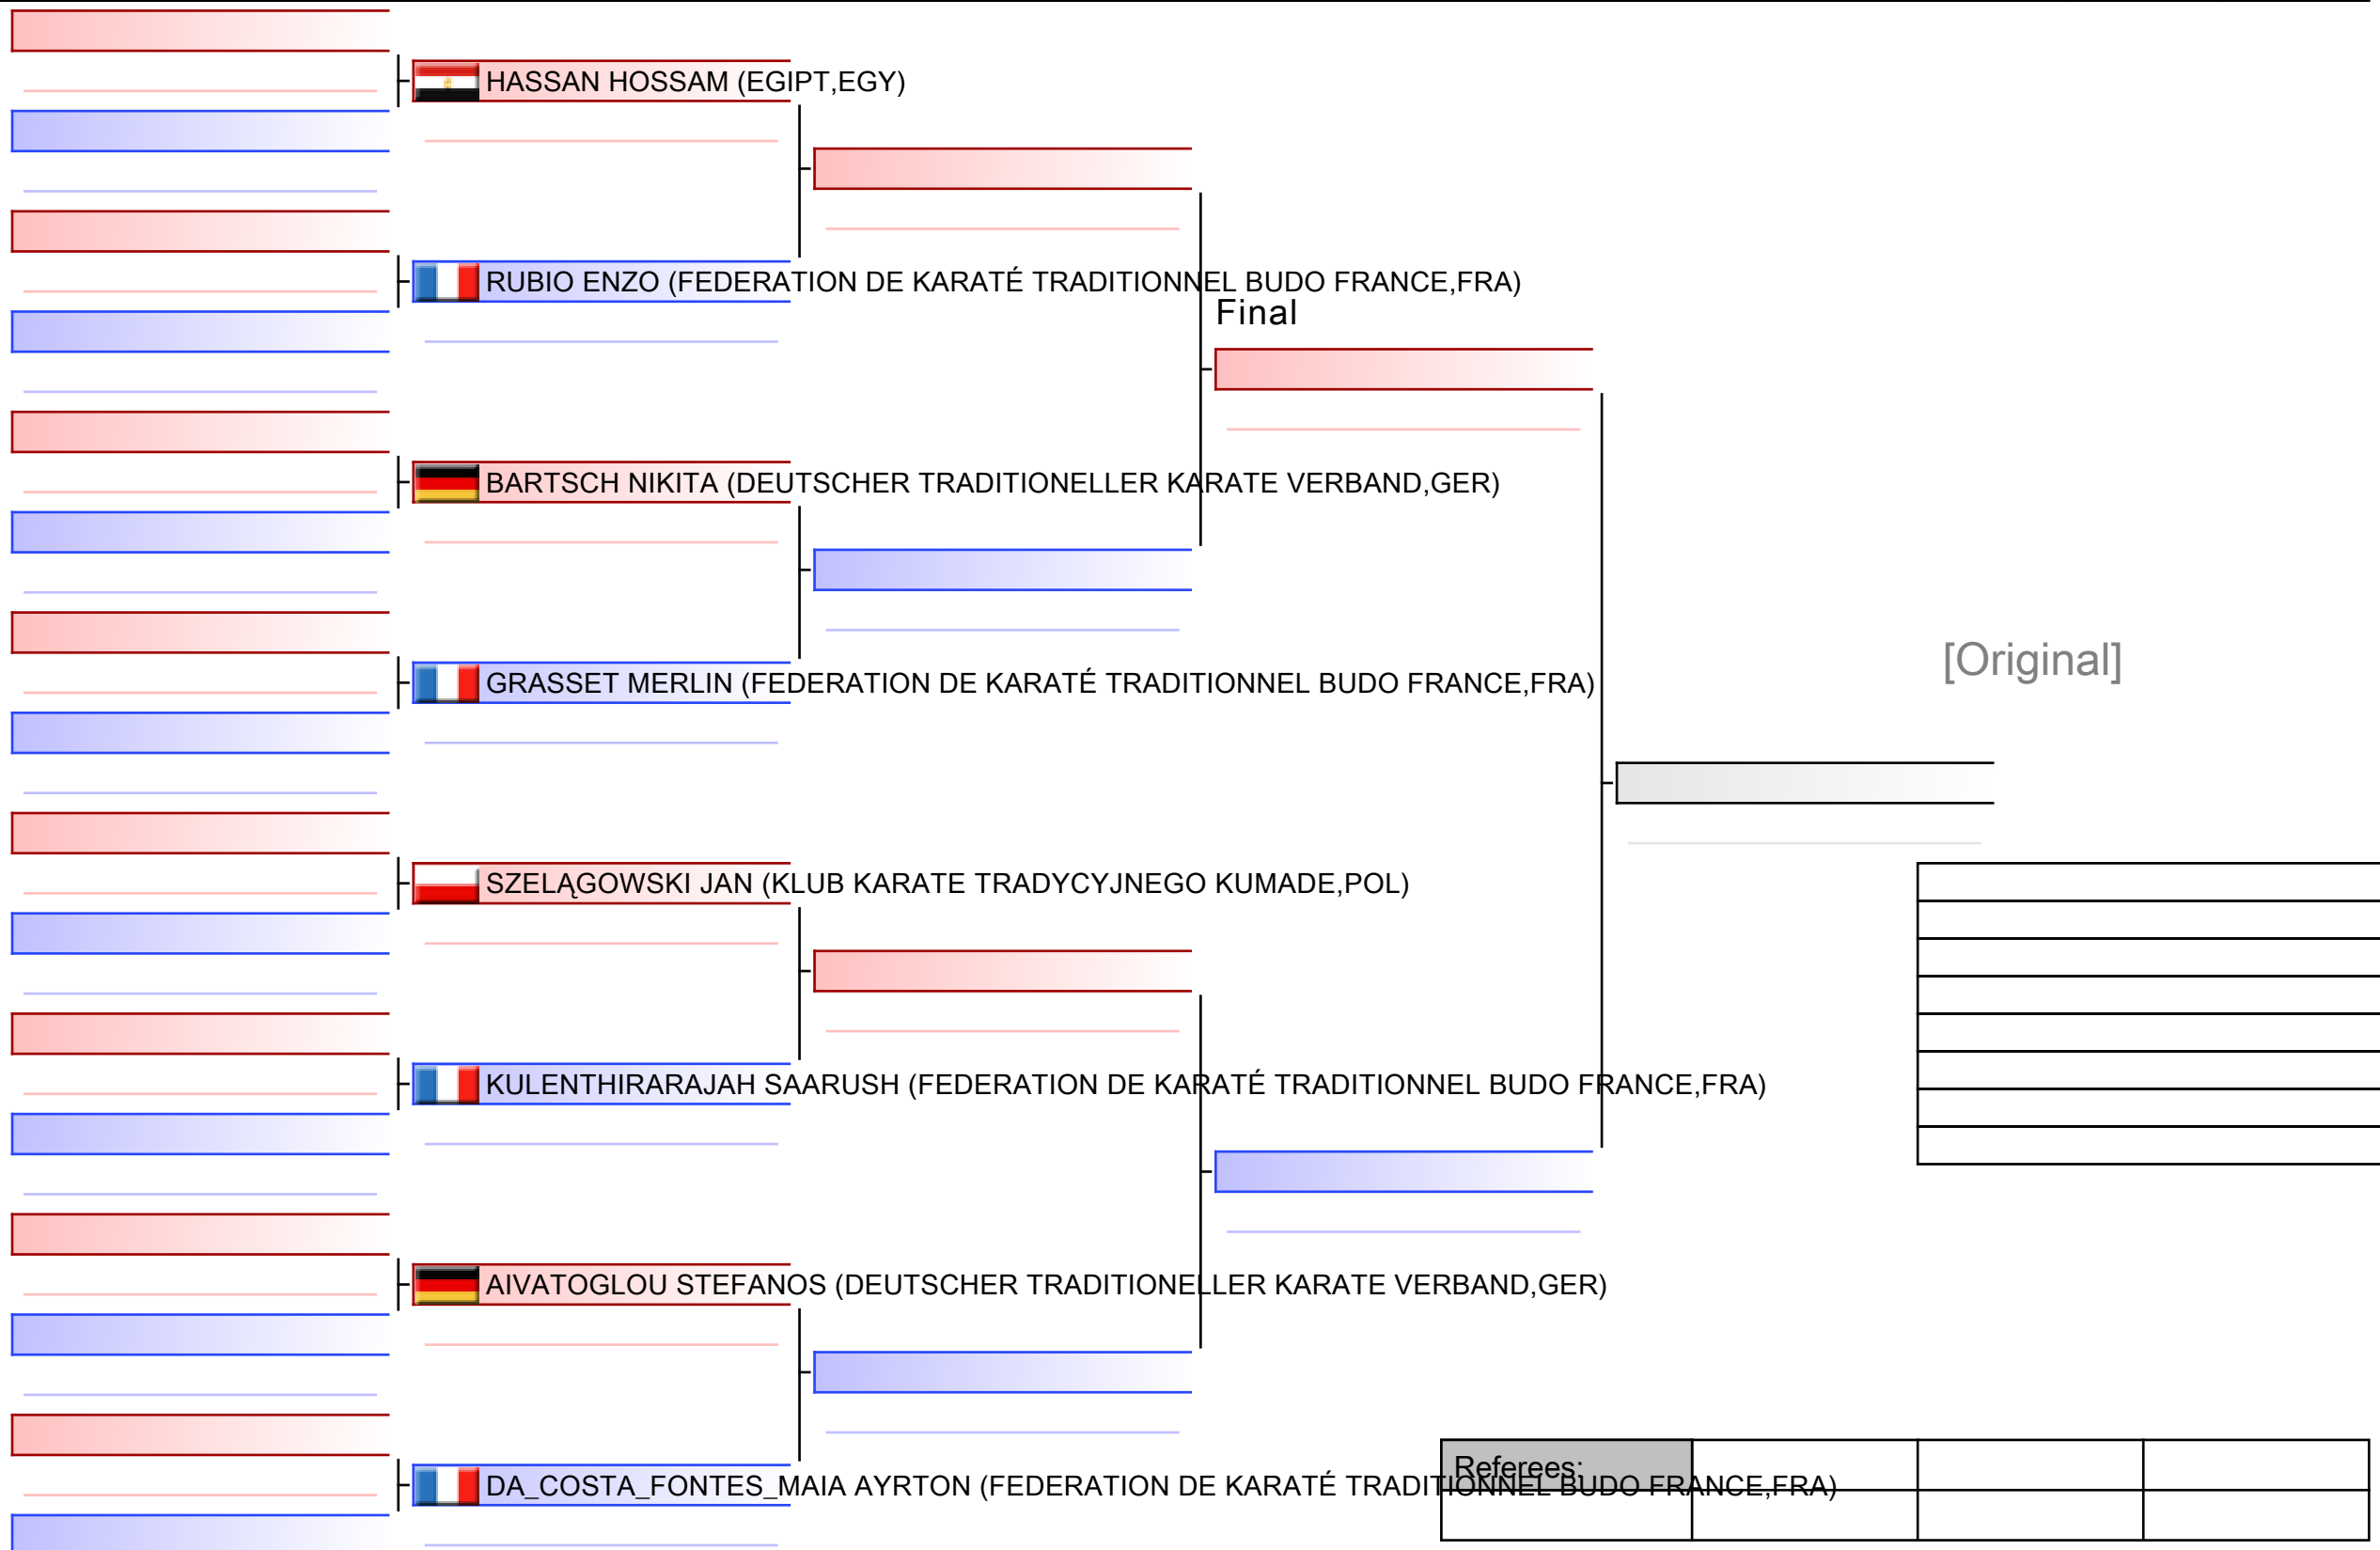 HASSAN HOSSAM (EGIPT,EGY)
RUBIO ENZO (FEDERATION DE KARATÉ TRADITIONNEL BUDO FRANCE,FRA)
Final
BARTSCH NIKITA (DEUTSCHER TRADITIONELLER KARATE VERBAND,GER)
[Original]
GRASSET MERLIN (FEDERATION DE KARATÉ TRADITIONNEL BUDO FRANCE,FRA)
SZELĄGOWSKI JAN (KLUB KARATE TRADYCYJNEGO KUMADE,POL)
KULENTHIRARAJAH SAARUSH (FEDERATION DE KARATÉ TRADITIONNEL BUDO FRANCE,FRA)
AIVATOGLOU STEFANOS (DEUTSCHER TRADITIONELLER KARATE VERBAND,GER)
Referees:
DA_COSTA_FONTES_MAIA AYRTON (FEDERATION DE KARATÉ TRADITIONNEL BUDO FRANCE,FRA)